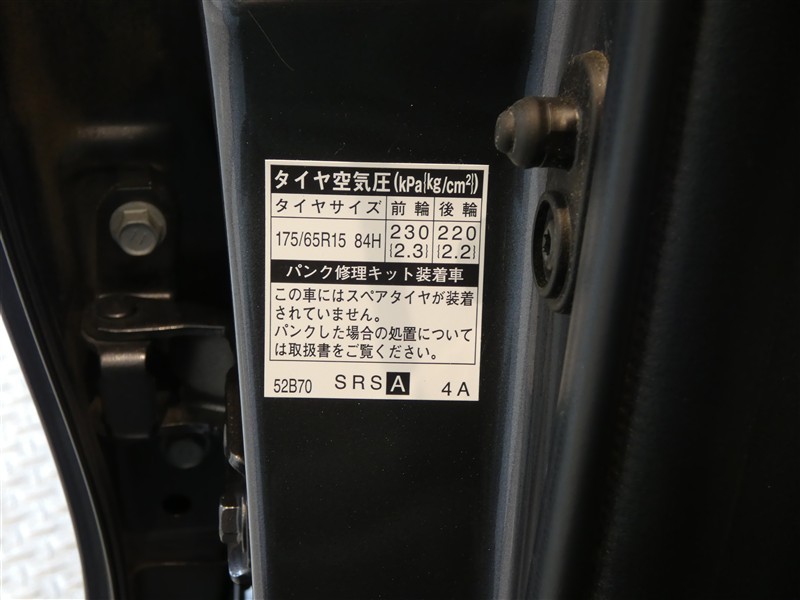 タイヤ空気圧(kPa{kg/cm²})
タイヤサイズ 前輪 後輪
175/65R15 84H 230 220
{2.3} {2.2}
パンク修理キット装着車
この車にはスペアタイヤが装着
されていません。
パンクした場合の処置について
は取扱書をご覧ください。
52B70 SRS A 4A